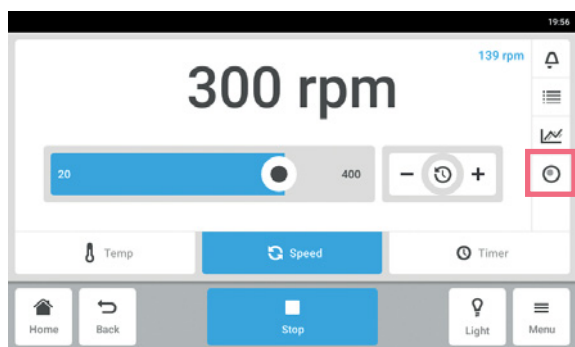 19:56
139 rpm
300 rpm
20
400
Temp
Speed
Timer
Home
Back
Stop
Light
Menu